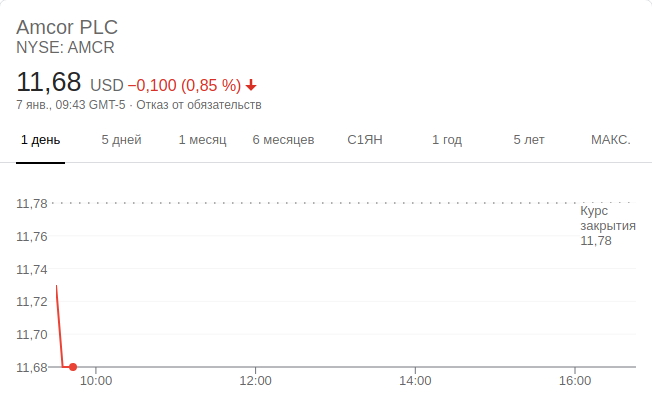 Amcor PLC
NYSE: AMCR
11,68 USD −0,100 (0,85 %)
7 янв., 09:43 GMT-5 · Отказ от обязательств
1 день 5 дней 1 месяц 6 месяцев С1ЯН 1 год 5 лет МАКС.
11,78
Курс
закрытия
11,78
11,76
11,74
11,72
11,70
11,68
10:00 12:00 14:00 16:00